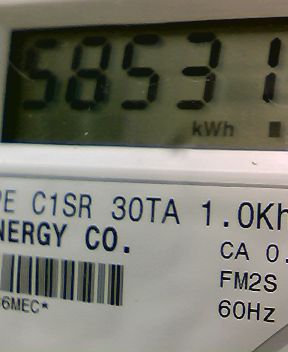 58531
kWh
PE C1SR 30TA 1.0Kh
NERGY CO.
CA 0.
FM2S
6MEC*
60Hz